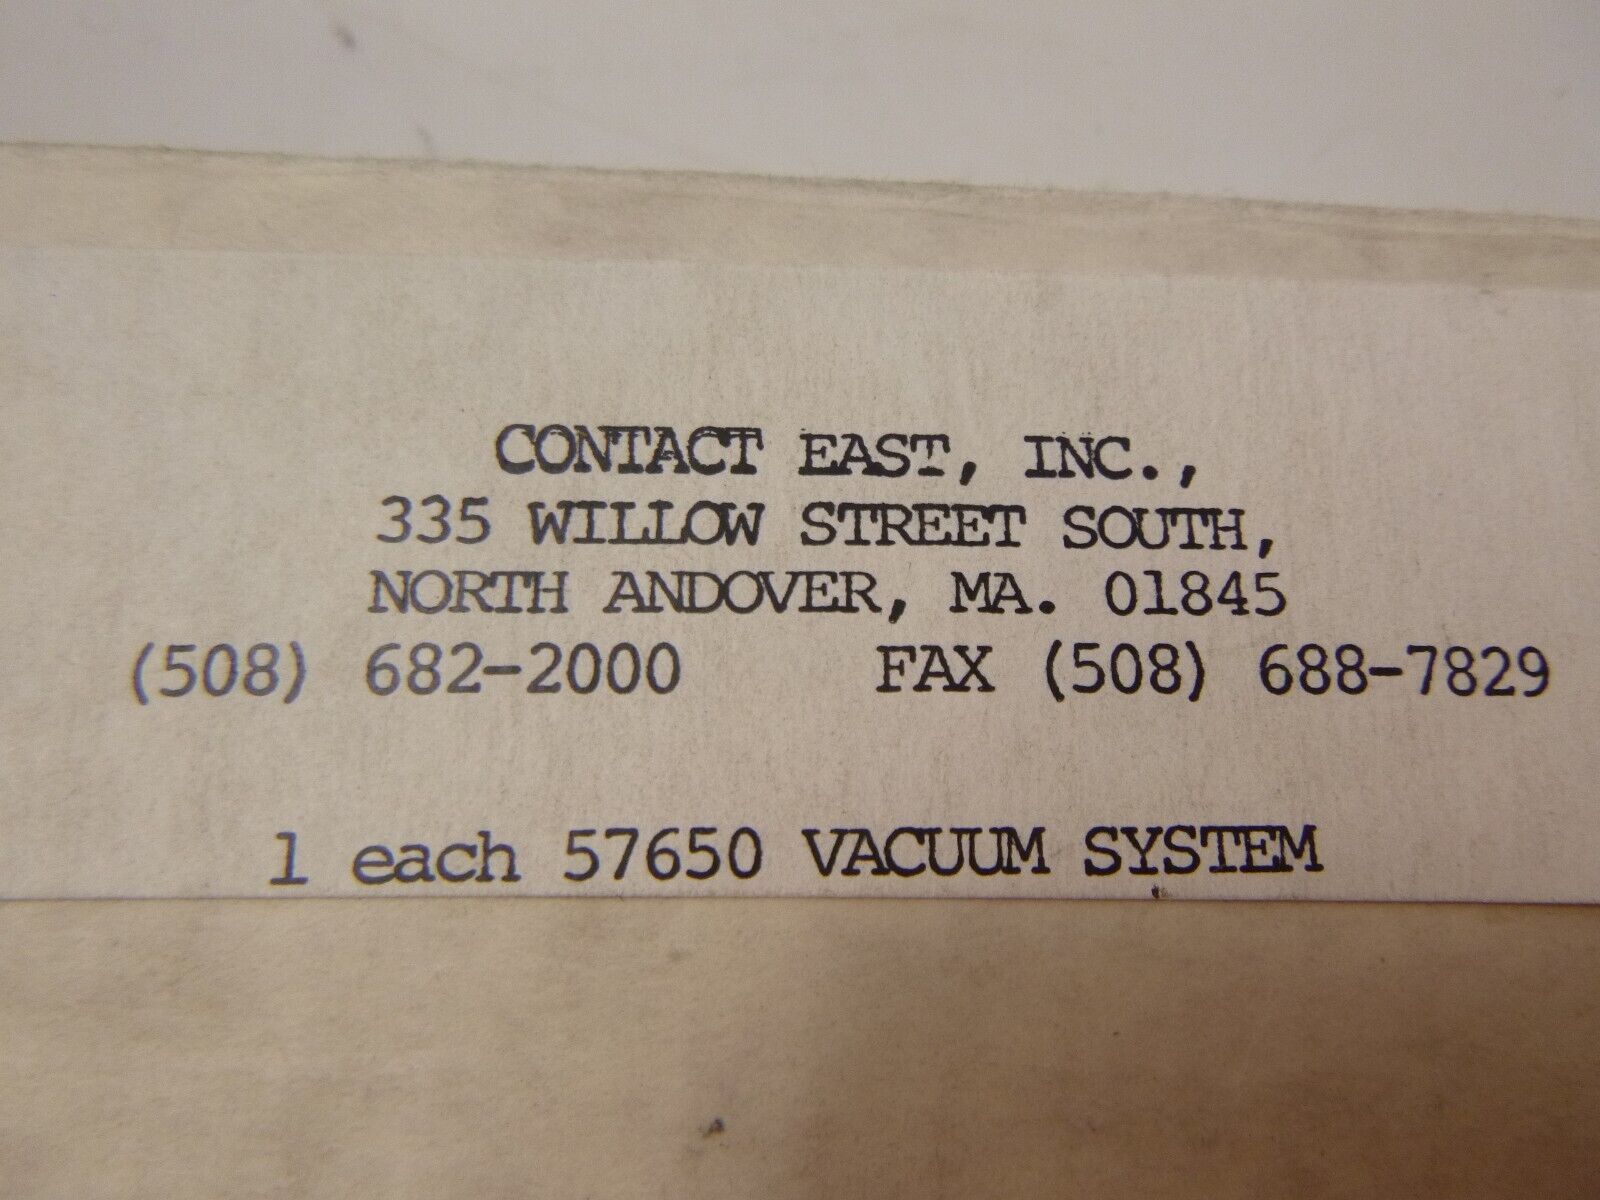 CONTACT EAST, INC.,
335 WILLOW STREET SOUTH,
NORTH ANDOVER, MA. 01845
(508) 682-2000 FAX (508) 688-7829
1 each 57650 VACUUM SYSTEM